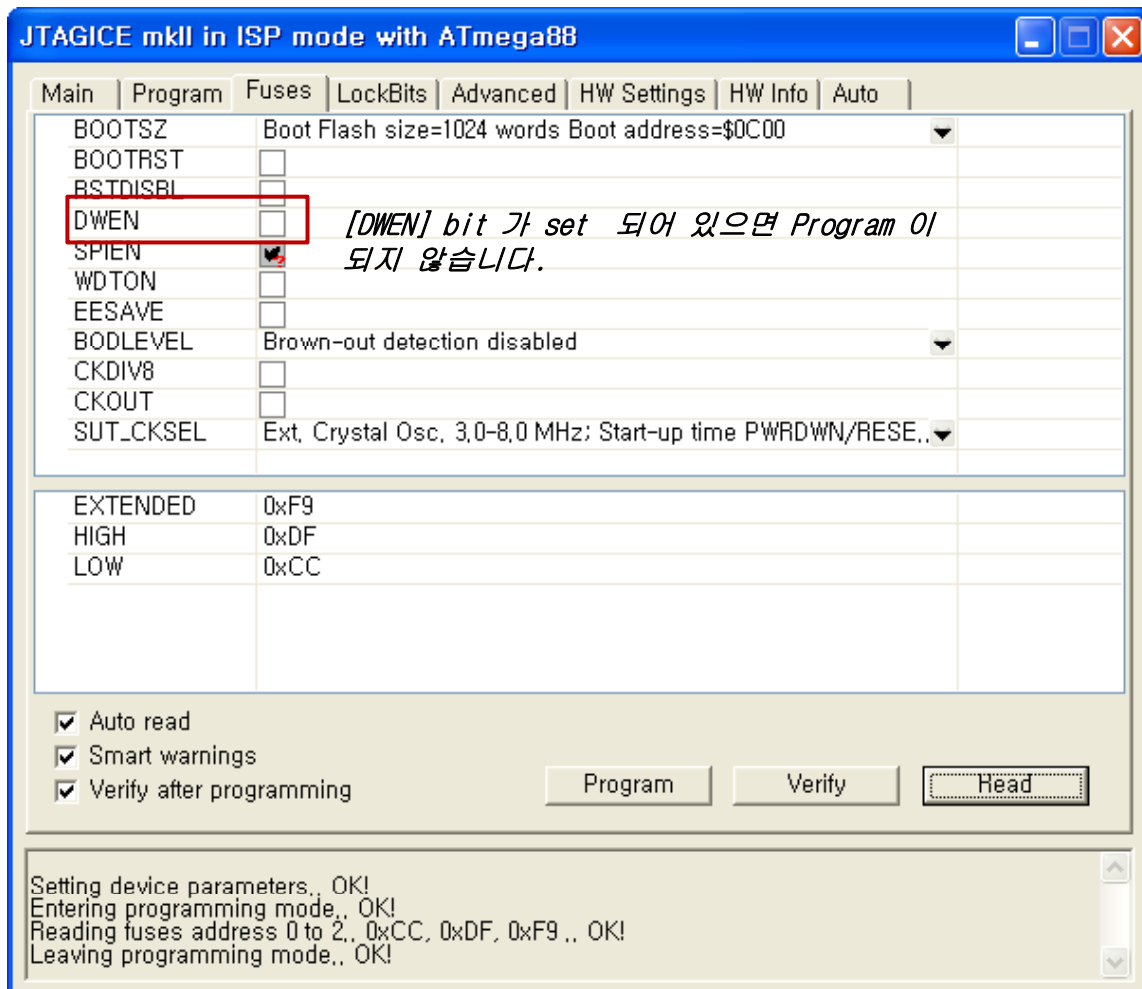 JTAGICE mkII in ISP mode with ATmega88
Main Program Fuses LockBits Advanced HW Settings HW Info Auto
BOOTSZ Boot Flash size=1024 words Boot address=$0C00
BOOTRST
RSTDISBL
DWEN
[DWEN] bit 가 set 되어 있으면 Program 이
되지 않습니다.
SPIEN
WDTON
EESAVE
BODLEVEL Brown-out detection disabled
CKDIV8
CKOUT
SUT_CKSEL Ext. Crystal Osc. 3.0-8.0 MHz; Start-up time PWRDWN/RESE..
EXTENDED 0xF9
HIGH 0xDF
LOW 0xCC
Auto read
Smart warnings
Verify after programming
Program Verify Read
Setting device parameters.. OK!
Entering programming mode.. OK!
Reading fuses address 0 to 2.. 0xCC, 0xDF, 0xF9 .. OK!
Leaving programming mode.. OK!